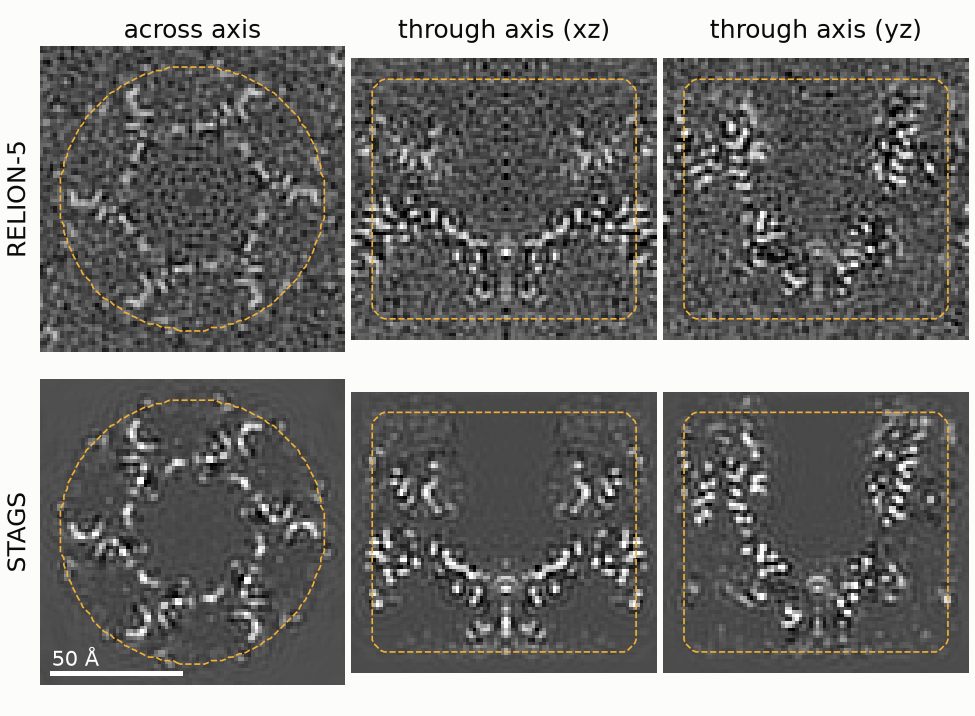 across axis
through axis (xz)
through axis (yz)
RELION-5
STAGS
50 Å